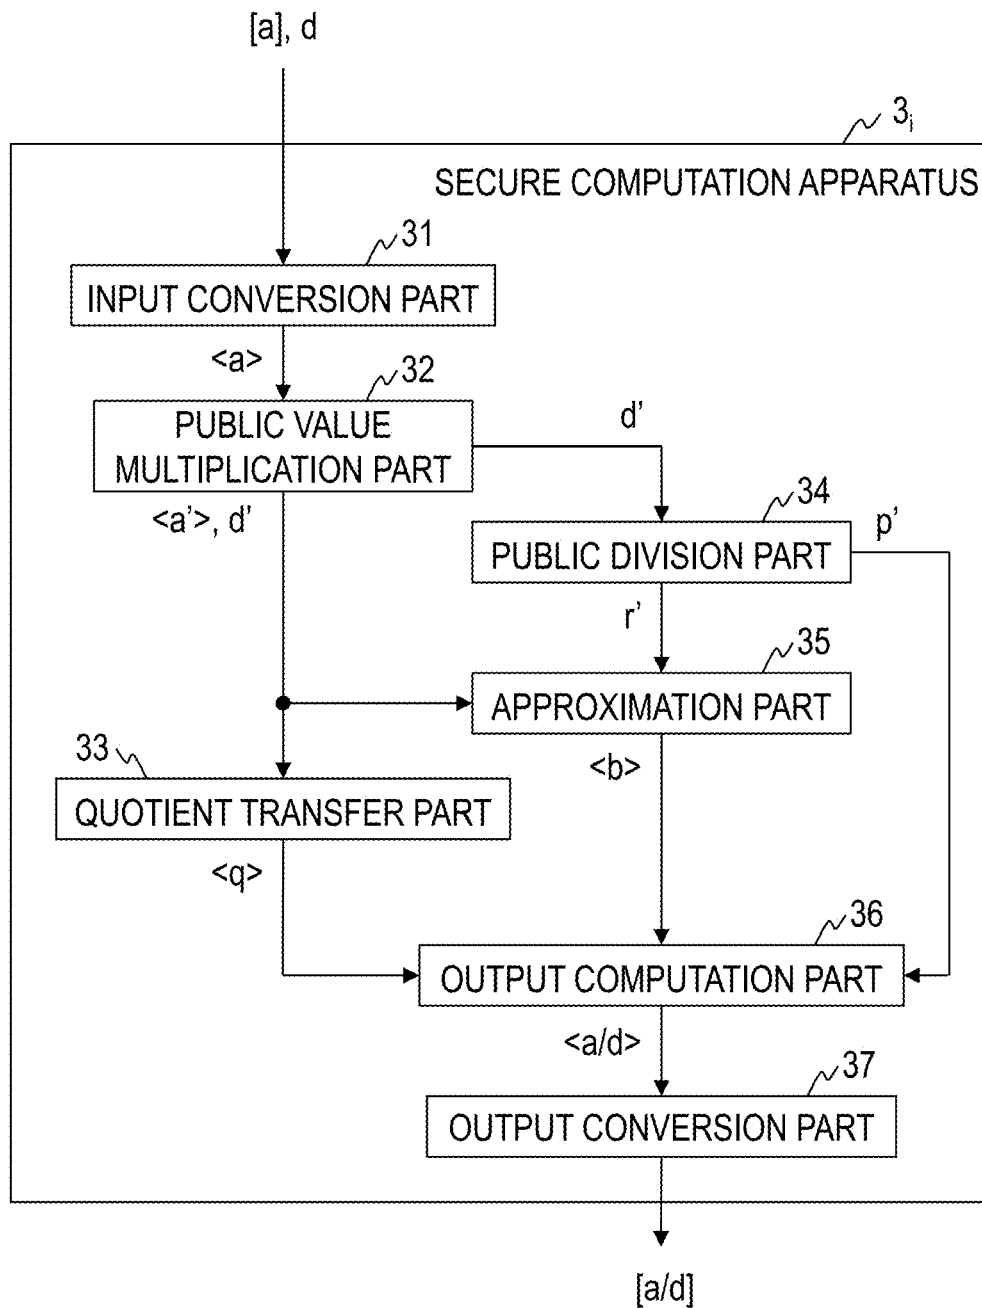 [a], d
3i
SECURE COMPUTATION APPARATUS
31
INPUT CONVERSION PART
<a>
32
PUBLIC VALUE
MULTIPLICATION PART
d'
<a'>, d'
34
PUBLIC DIVISION PART
p'
r'
35
APPROXIMATION PART
33
<b>
QUOTIENT TRANSFER PART
<q>
36
OUTPUT COMPUTATION PART
<a/d>
37
OUTPUT CONVERSION PART
[a/d]